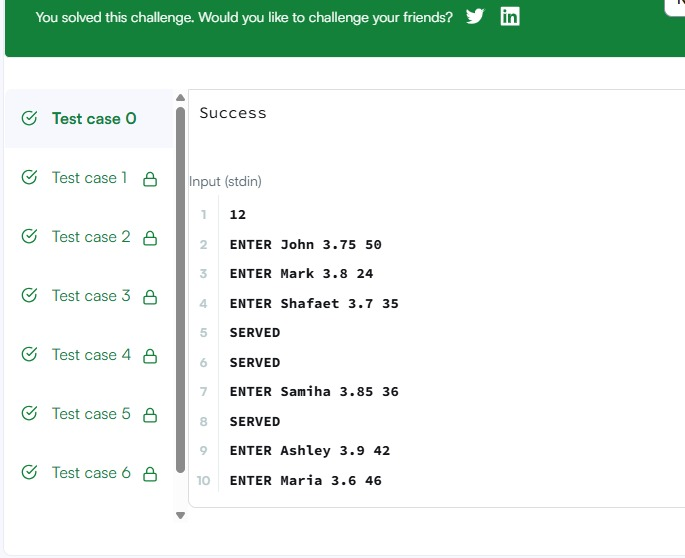 You solved this challenge. Would you like to challenge your friends?
Test case 0
Test case 1
Test case 2
Test case 3
Test case 4
Test case 5
Test case 6
Success
Input (stdin)
1 12
2 ENTER John 3.75 50
3 ENTER Mark 3.8 24
4 ENTER Shafaet 3.7 35
5 SERVED
6 SERVED
7 ENTER Samiha 3.85 36
8 SERVED
9 ENTER Ashley 3.9 42
10 ENTER Maria 3.6 46